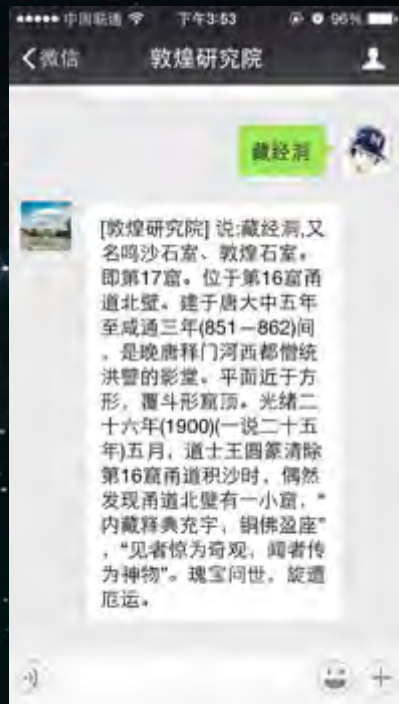 中国联通 下午3:53 96%
微信 敦煌研究院
藏经洞
[敦煌研究院] 说:藏经洞,又
名鸣沙石室、敦煌石室。
即第17窟。位于第16窟甬
道北壁。建于唐大中五年
至咸通三年(851—862)间
、是晚唐释门河西都僧统
洪辔的影堂。平面近于方
形，覆斗形窟顶。光绪二
十六年(1900)(一说二十五
年)五月，道士王圆篆清除
第16窟甬道积沙时，偶然
发现甬道北壁有一小窟，“
内藏释典充宇，铜佛盈座”
，“见者惊为奇观，闻者传
为神物”。瑰宝问世，旋遭
厄运。